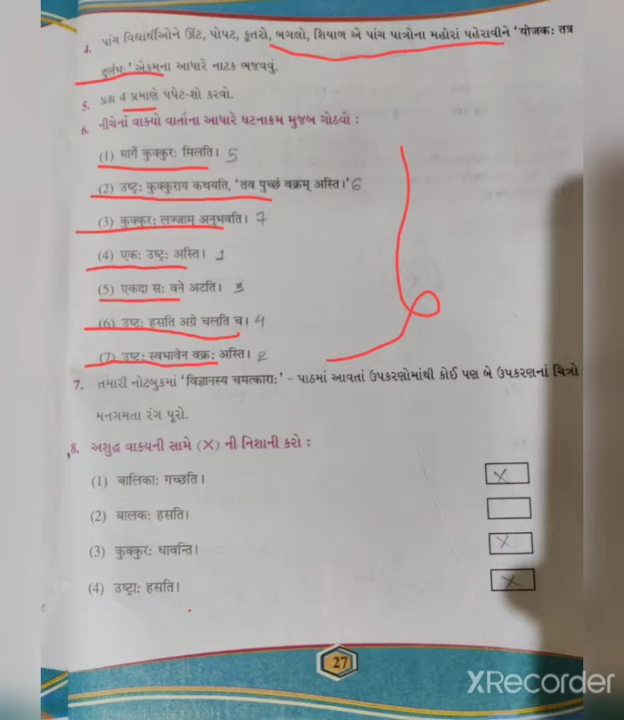 4. પાંચ વિદ્યાર્થીઓને ઊંટ, પોપટ, કૂતરો, બગલો, શિયાળ એ પાંચ પાત્રોના મહોરાં પહેરાવીને ‘યોजकः तत्र
दुर्लभः’ એકમના આધારે નાટક ભજવવું.
5. પ્રશ્ન 4 પ્રમાણે પપેટ-શો કરવો.
6. નીચેનાં વાક્યો વાર્તાના આધારે ઘટનાક્રમ મુજબ ગોઠવો :
(1) मार्गे कुक्कुरः मिलति। 5
(2) उष्ट्रः कुक्कुराय कथयति, ‘तव पुच्छं वक्रम् अस्ति।’ 6
(3) कुक्कुरः लज्जाम् अनुभवति। 7
(4) एकः उष्ट्रः अस्ति। 1
(5) एकदा सः वने अटति। 3
(6) उष्टः हसति अग्रे चलति च। 4
(7) उष्टः स्वभावेन वक्रः अस्ति। 2
7. તમારી નોટબુકમાં ‘विज्ञानस्य चमत्काराः’ – પાઠમાં આવતાં ઉપકરણોમાંથી કોઈ પણ બે ઉપકરણનાં ચિત્રો
મનગમતા રંગ પૂરો.
8. અશુદ્ધ વાક્યની સામે (X) ની નિશાની કરો :
(1) बालिकाः गच्छति। X
(2) बालकः हसति।
(3) कुक्कुरः धावन्ति। X
(4) उष्ट्राः हसति। X
27
XRecorder